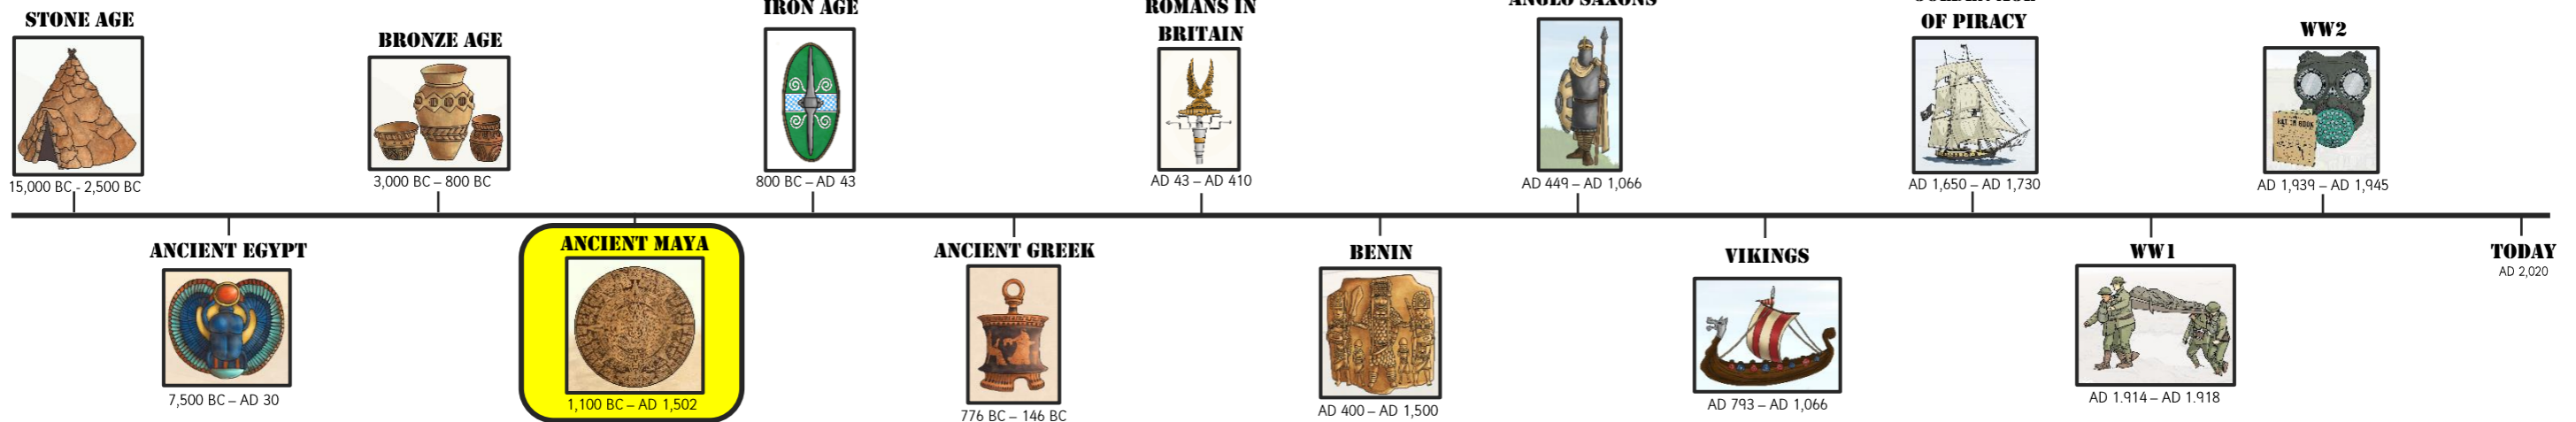 STONE AGE
15,000 BC - 2,500 BC
BRONZE AGE
3,000 BC – 800 BC
IRON AGE
800 BC – AD 43
ROMANS IN
BRITAIN
AD 43 – AD 410
ANGLO SAXONS
AD 449 – AD 1,066
OF PIRACY
AD 1,650 – AD 1,730
WW2
AD 1,939 – AD 1,945
ANCIENT EGYPT
7,500 BC – AD 30
ANCIENT MAYA
1,100 BC – AD 1,502
ANCIENT GREEK
776 BC – 146 BC
BENIN
AD 400 – AD 1,500
VIKINGS
AD 793 – AD 1,066
WW1
AD 1.914 – AD 1.918
TODAY
AD 2,020